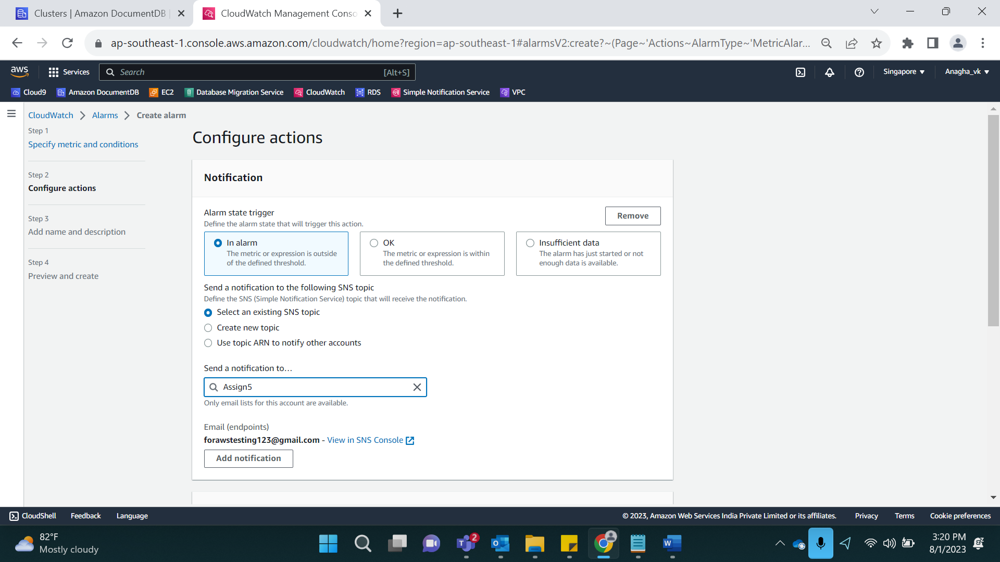 Clusters | Amazon DocumentDB
CloudWatch Management Conso
ap-southeast-1.console.aws.amazon.com/cloudwatch/home?region=ap-southeast-1#alarmsV2:create?~(Page~'Actions~AlarmType~'MetricAlar...
aws
Services
Search
[Alt+S]
Singapore
Anagha_vk
Cloud9
Amazon DocumentDB
EC2
Database Migration Service
CloudWatch
RDS
Simple Notification Service
VPC
CloudWatch
Alarms
Create alarm
Step 1
Specify metric and conditions
Step 2
Configure actions
Step 3
Add name and description
Step 4
Preview and create
Configure actions
Notification
Alarm state trigger
Define the alarm state that will trigger this action.
Remove
In alarm
The metric or expression is outside
of the defined threshold.
OK
The metric or expression is within
the defined threshold.
Insufficient data
The alarm has just started or not
enough data is available.
Send a notification to the following SNS topic
Define the SNS (Simple Notification Service) topic that will receive the notification.
Select an existing SNS topic
Create new topic
Use topic ARN to notify other accounts
Send a notification to…
Assign5
Only email lists for this account are available.
Email (endpoints)
forawstesting123@gmail.com - View in SNS Console
Add notification
CloudShell
Feedback
Language
© 2023, Amazon Web Services India Private Limited or its affiliates.
Privacy
Terms
Cookie preferences
82°F
Mostly cloudy
2
3:20 PM
8/1/2023